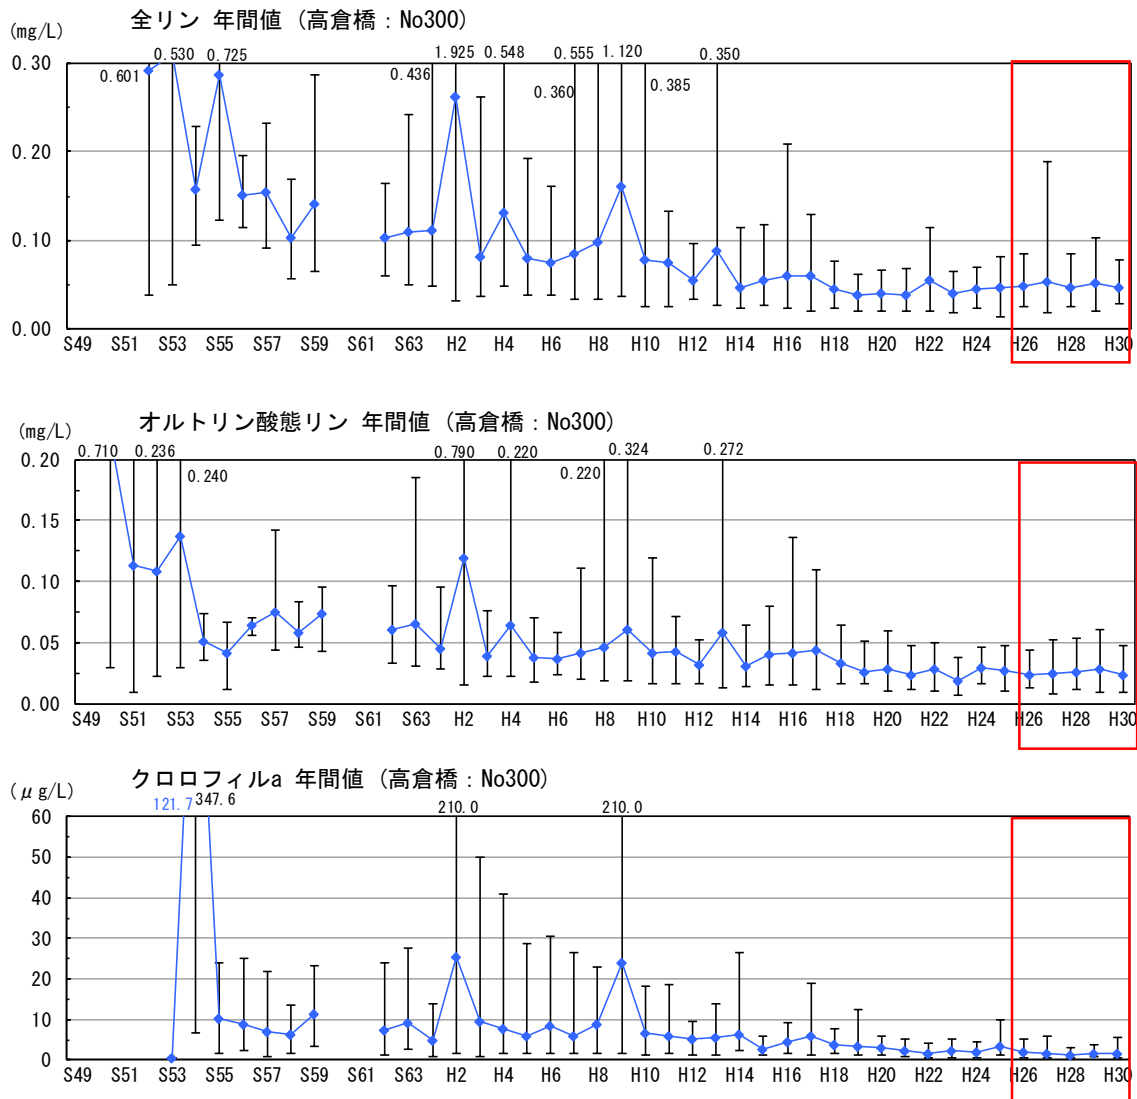 全リン 年間値 (高倉橋：No300)
(mg/L)
0.530 0.725 1.925 0.548 0.555 1.120 0.350
0.601 0.436 0.360 0.385
0.30
0.20
0.10
0.00
S49 S51 S53 S55 S57 S59 S61 S63 H2 H4 H6 H8 H10 H12 H14 H16 H18 H20 H22 H24 H26 H28 H30
オルトリン酸態リン 年間値 (高倉橋：No300)
(mg/L)
0.710 0.236 0.790 0.220 0.324 0.272
0.240 0.220
0.20
0.15
0.10
0.05
0.00
S49 S51 S53 S55 S57 S59 S61 S63 H2 H4 H6 H8 H10 H12 H14 H16 H18 H20 H22 H24 H26 H28 H30
クロロフィルa 年間値 (高倉橋：No300)
(μg/L)
121.7 347.6 210.0 210.0
60
50
40
30
20
10
0
S49 S51 S53 S55 S57 S59 S61 S63 H2 H4 H6 H8 H10 H12 H14 H16 H18 H20 H22 H24 H26 H28 H30